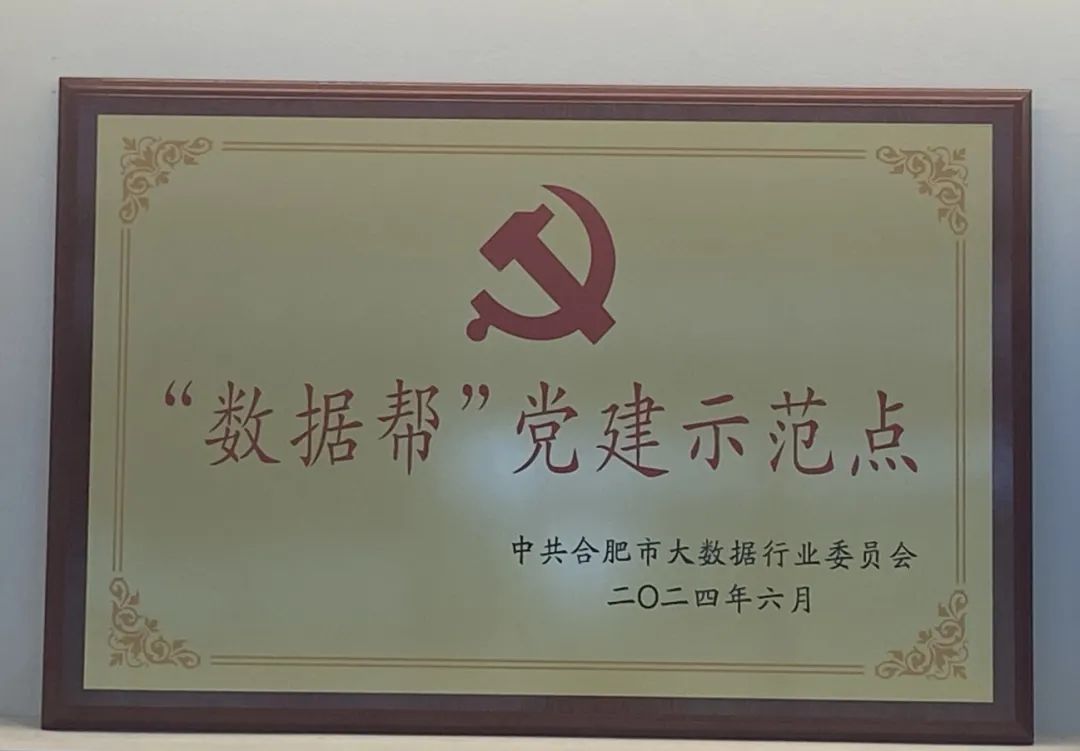 “数据帮”党建示范点
中共合肥市大数据行业委员会
二〇二四年六月